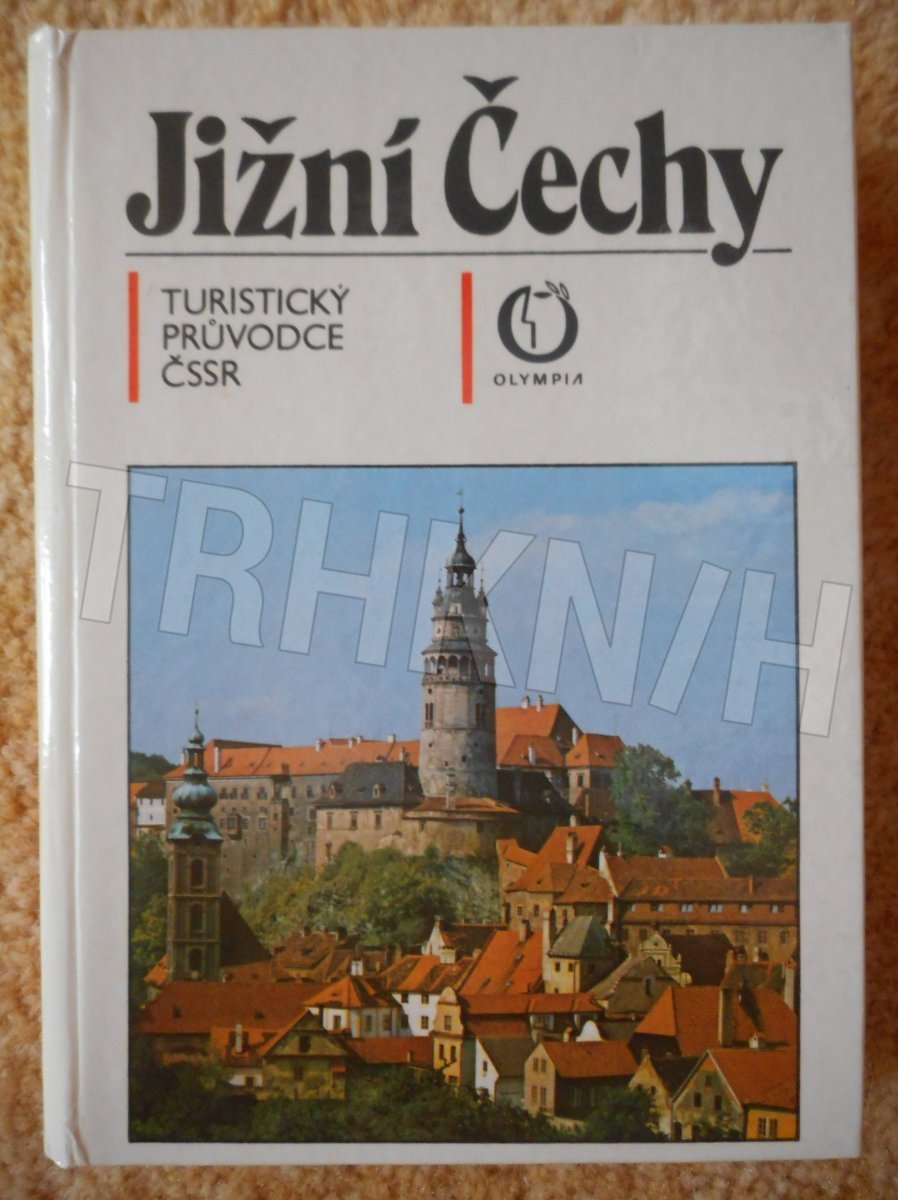 Jižní Čechy
TURISTICKÝ
PRŮVODCE
ČSSR
OLYMPIA
TRHKNIH